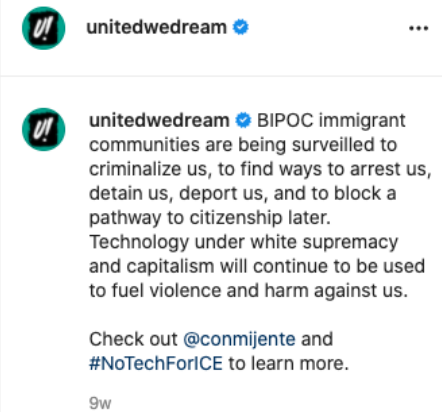 unitedwedream
unitedwedream BIPOC immigrant
communities are being surveilled to
criminalize us, to find ways to arrest us,
detain us, deport us, and to block a
pathway to citizenship later.
Technology under white supremacy
and capitalism will continue to be used
to fuel violence and harm against us.
Check out @conmijente and
#NoTechForICE to learn more.
9w